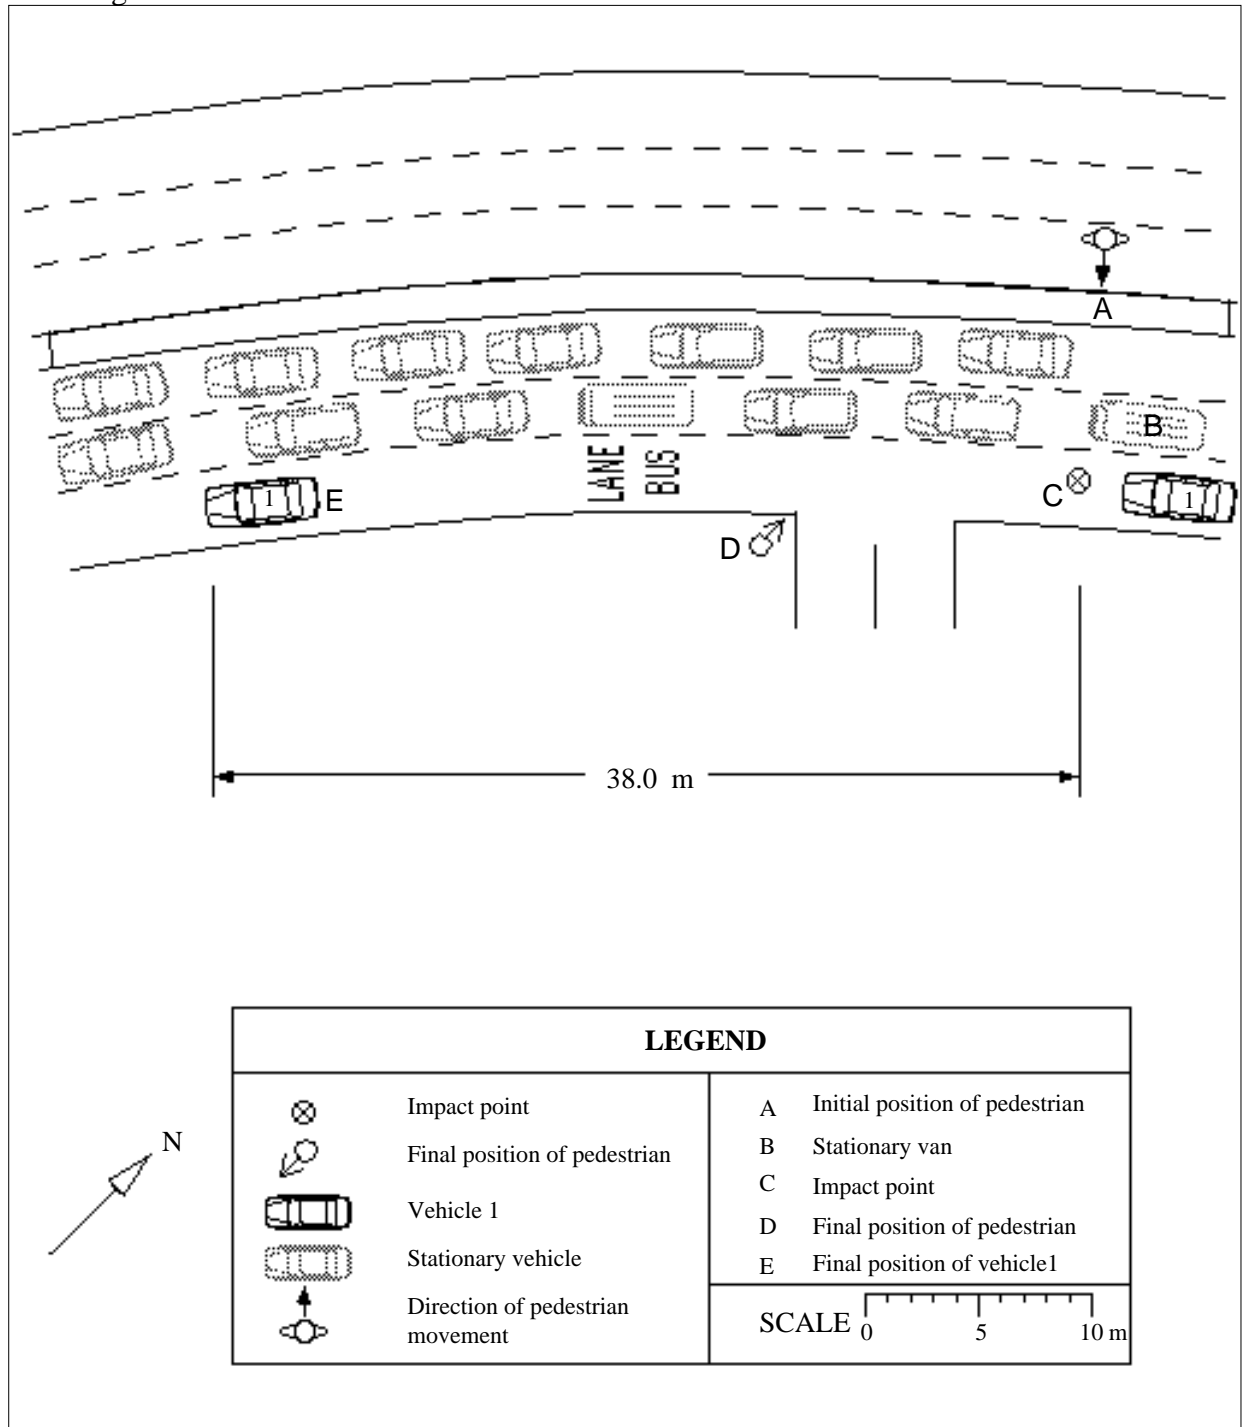 A
B
1
E
LANE
BUS
C
1
D
38.0 m
LEGEND
Impact point
Final position of pedestrian
Vehicle 1
Stationary vehicle
Direction of pedestrian
movement
A Initial position of pedestrian
B Stationary van
C Impact point
D Final position of pedestrian
E Final position of vehicle1
SCALE
0 5 10 m
N